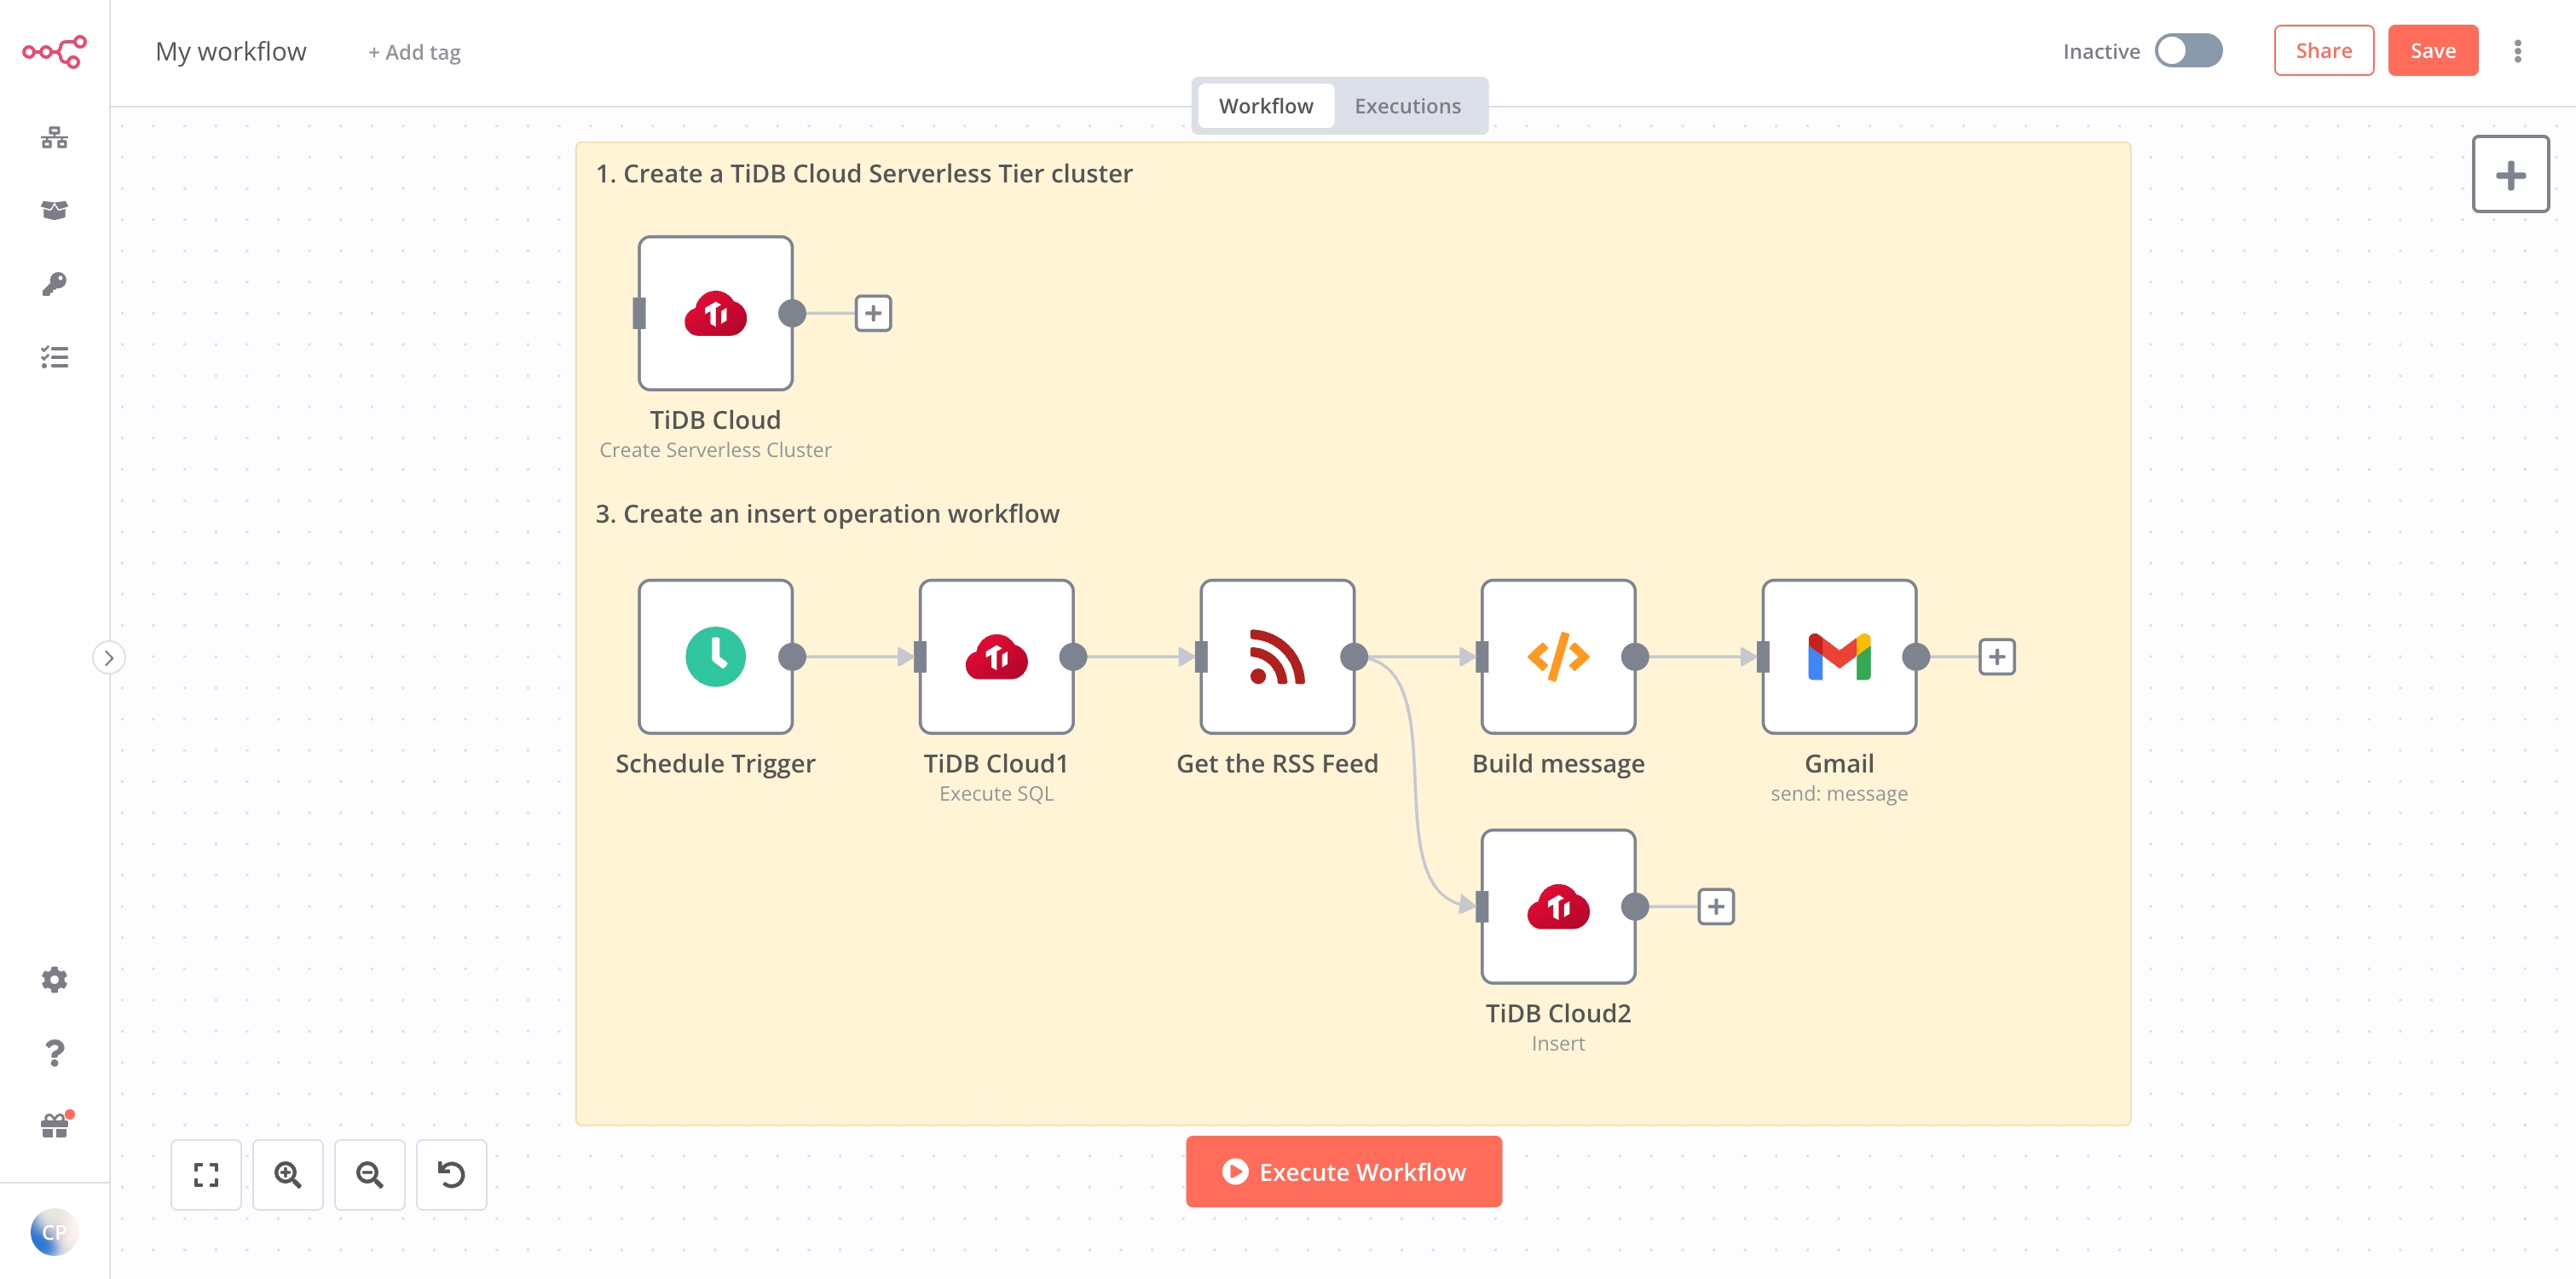 My workflow
+ Add tag
Inactive
Share
Save
Workflow
Executions
1. Create a TiDB Cloud Serverless Tier cluster
TiDB Cloud
Create Serverless Cluster
3. Create an insert operation workflow
Schedule Trigger
TiDB Cloud1
Execute SQL
Get the RSS Feed
Build message
Gmail
send: message
TiDB Cloud2
Insert
Execute Workflow
CP